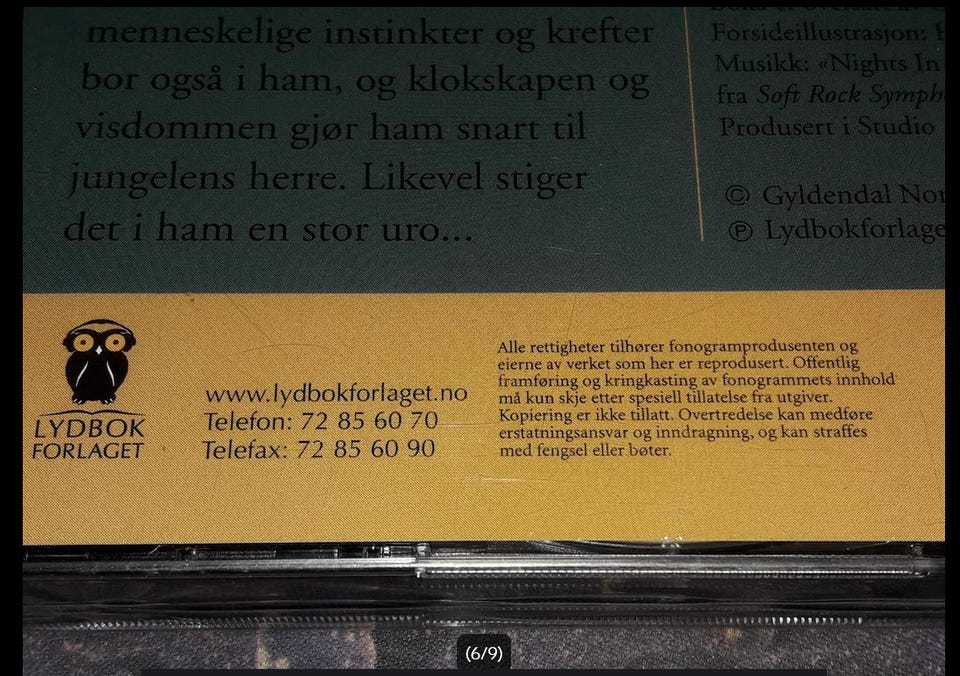 menneskelige instinkter og krefter
bor også i ham, og klokskapen og
visdommen gjør ham snart til
jungelens herre. Likevel stiger
det i ham en stor uro...
Forsideillustrasjon:
Musikk: «Nights In
fra Soft Rock Symph
Produsert i Studio
© Gyldendal Nor
℗ Lydbokforlage
LYDBOK
FORLAGET
www.lydbokforlaget.no
Telefon: 72 85 60 70
Telefax: 72 85 60 90
Alle rettigheter tilhører fonogramprodusenten og
eierne av verket som her er reprodusert. Offentlig
framføring og kringkasting av fonogrammets innhold
må kun skje etter spesiell tillatelse fra utgiver.
Kopiering er ikke tillatt. Overtredelse kan medføre
erstatningsansvar og inndragning, og kan straffes
med fengsel eller bøter.
(6/9)